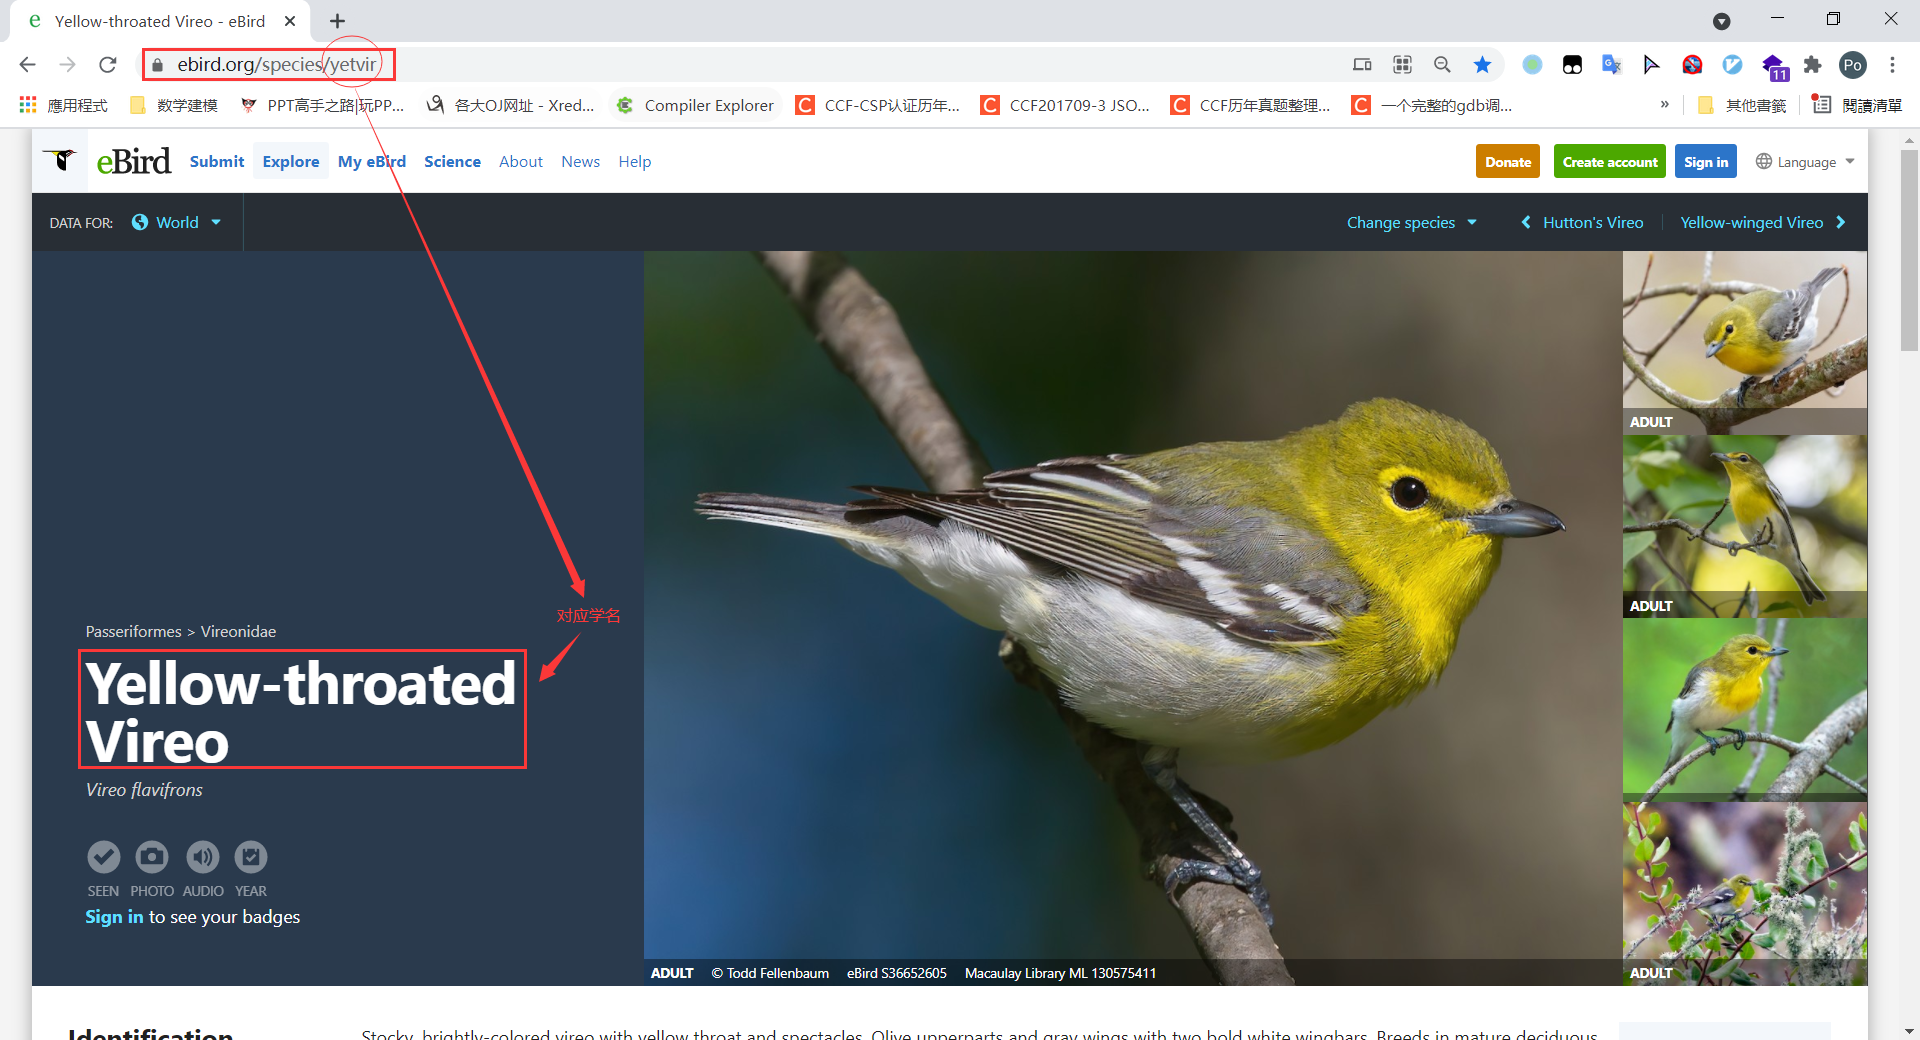 Yellow-throated Vireo - eBird
ebird.org/species/yetvir
11
Po
應用程式
数学建模
PPT高手之路|玩PP...
各大OJ网址 - Xred...
Compiler Explorer
CCF-CSP认证历年...
CCF201709-3 JSO...
CCF历年真题整理...
一个完整的gdb调...
»
其他書籤
閱讀清單
eBird
Submit
Explore
My eBird
Science
About
News
Help
Donate
Create account
Sign in
Language
DATA FOR:
World
Change species
Hutton's Vireo
Yellow-winged Vireo
ADULT
ADULT
对应学名
Passeriformes > Vireonidae
Yellow-throated
Vireo
Vireo flavifrons
SEEN
PHOTO
AUDIO
YEAR
Sign in to see your badges
ADULT © Todd Fellenbaum eBird S36652605 Macaulay Library ML 130575411
ADULT
Identification
Stocky, brightly-colored vireo with yellow throat and spectacles. Olive upperparts and gray wings with two bold white wingbars. Breeds in mature deciduous